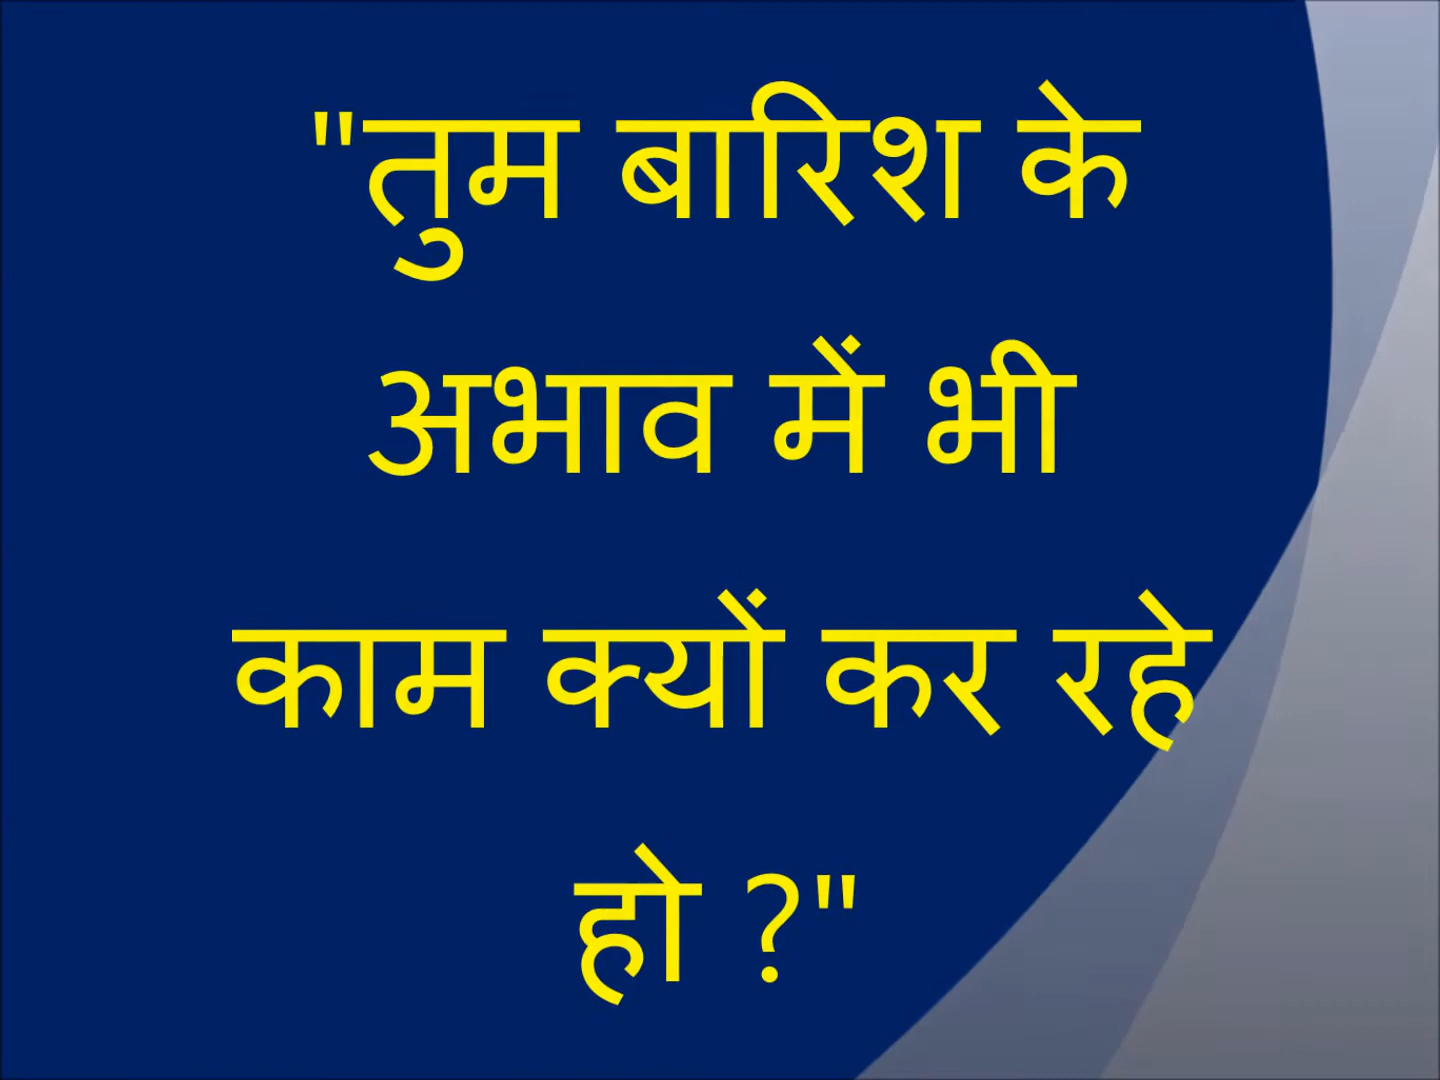 "तुम बारिश के
अभाव में भी
काम क्यों कर रहे
हो ?"